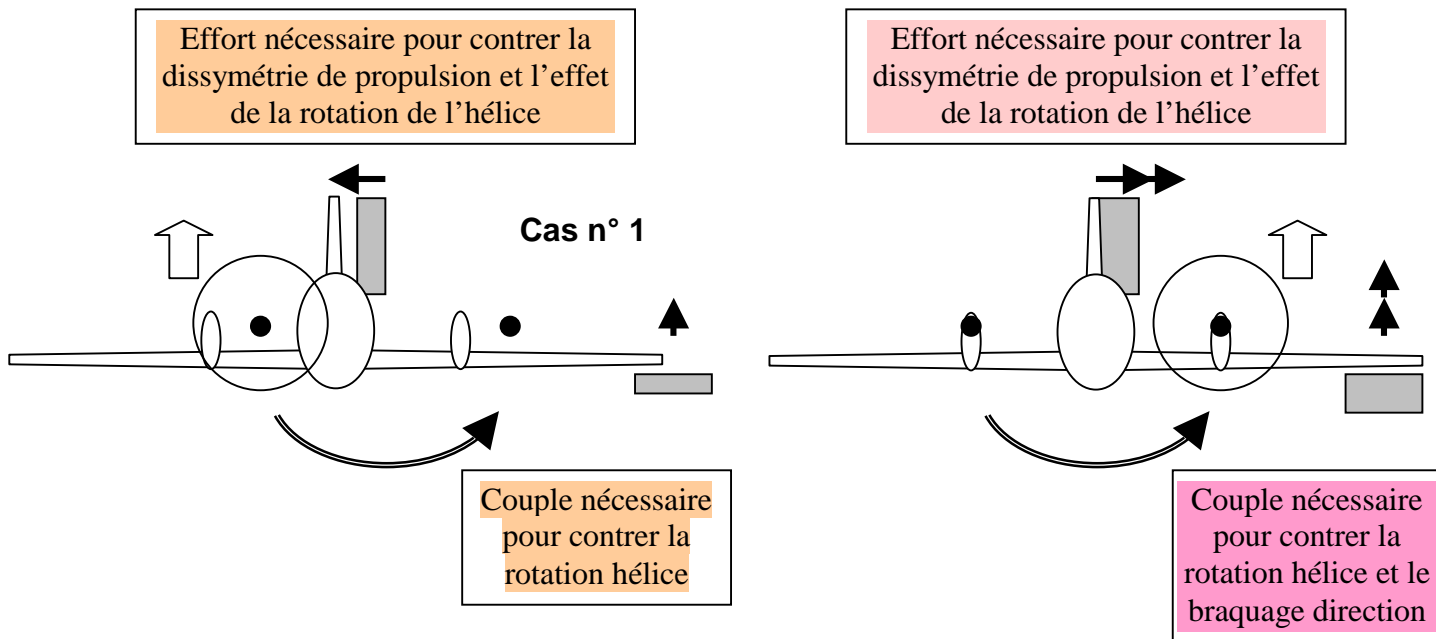 Effort nécessaire pour contrer la
dissymétrie de propulsion et l’effet
de la rotation de l’hélice
Effort nécessaire pour contrer la
dissymétrie de propulsion et l’effet
de la rotation de l’hélice
Cas n° 1
Couple nécessaire
pour contrer la
rotation hélice
Couple nécessaire
pour contrer la
rotation hélice et le
braquage direction